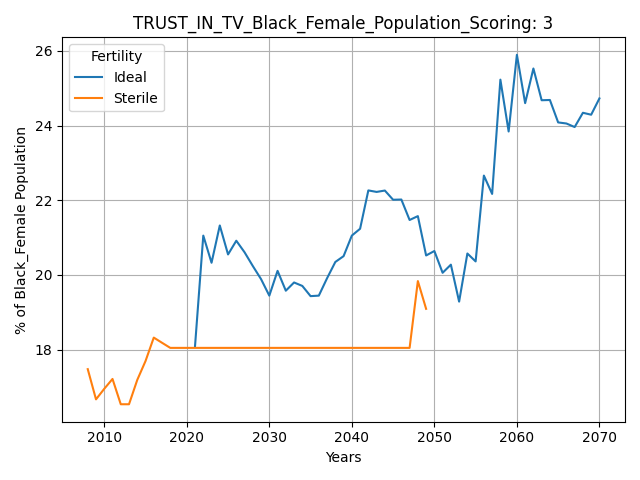 TRUST_IN_TV_Black_Female_Population_Scoring: 3
Fertility
Ideal
Sterile
% of Black_Female Population
26
24
22
20
18
2010
2020
2030
2040
2050
2060
2070
Years